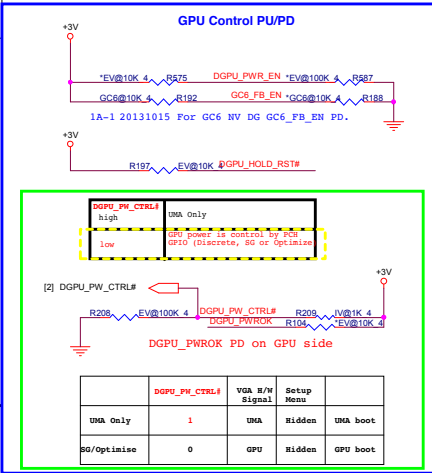 GPU Control PU/PD
+3V
*EV@10K_4 R575 DGPU_PWR_EN *EV@100K_4 R587
GC6@10K_4 R192 GC6_FB_EN *GC6@10K_4 R188
1A-1 20131015 For GC6 NV DG GC6_FB_EN PD.
+3V
R197 EV@10K_4 DGPU_HOLD_RST#
DGPU_PW_CTRL#
high UMA Only
low GPU power is control by PCH
GPIO (Discrete, SG or Optimize)
+3V
[2] DGPU_PW_CTRL#
R208 EV@100K_4 DGPU_PW_CTRL# R209 IV@1K_4
DGPU_PWROK R104 *EV@10K_4
DGPU_PWROK PD on GPU side
DGPU_PW_CTRL# VGA H/W Signal Setup Menu
UMA Only 1 UMA Hidden UMA boot
SG/Optimise 0 GPU Hidden GPU boot